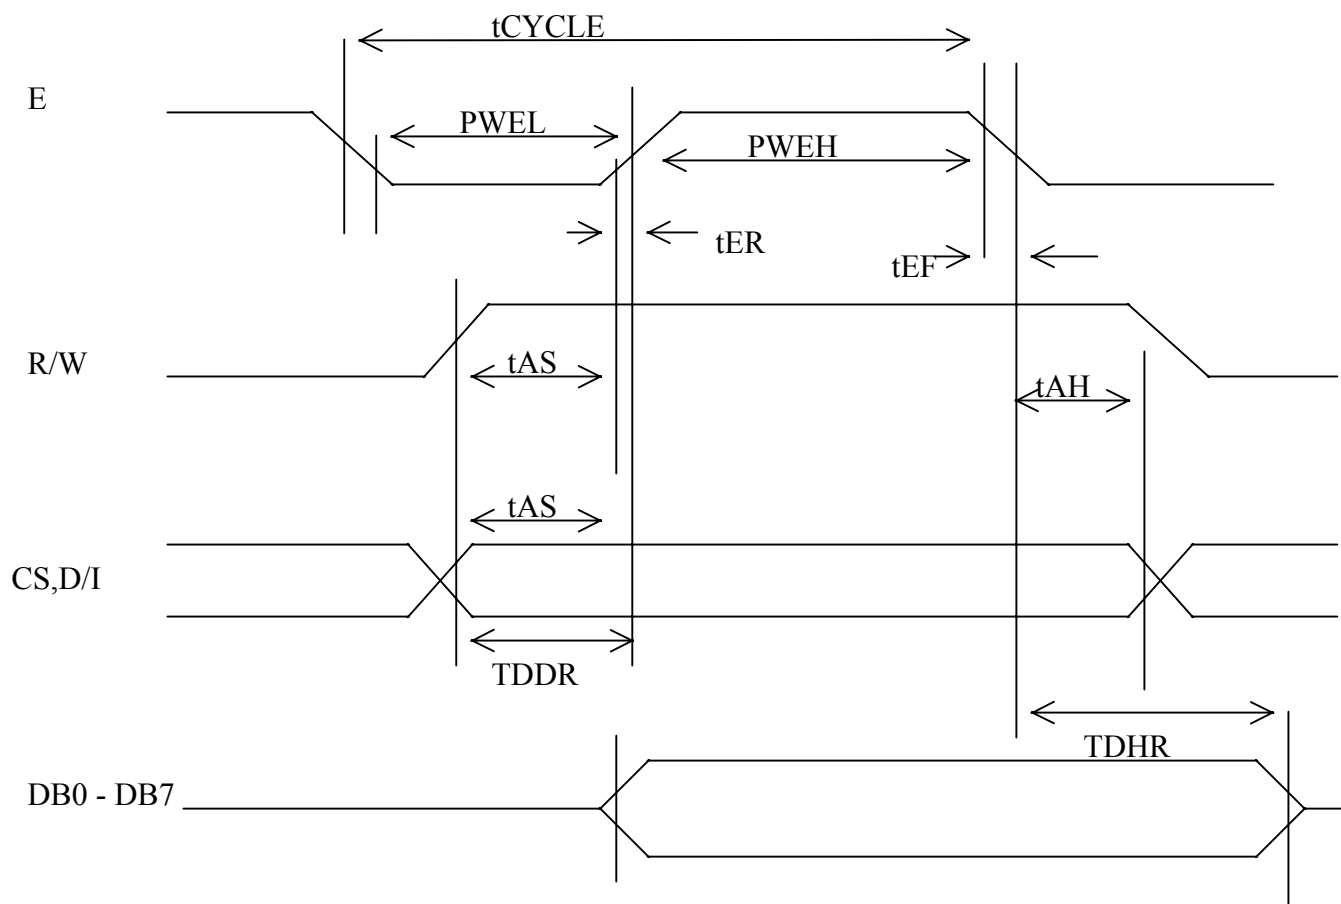 tCYCLE
E
PWEL
PWEH
tER
tEF
R/W
tAS
tAH
tAS
CS,D/I
TDDR
TDHR
DB0 - DB7